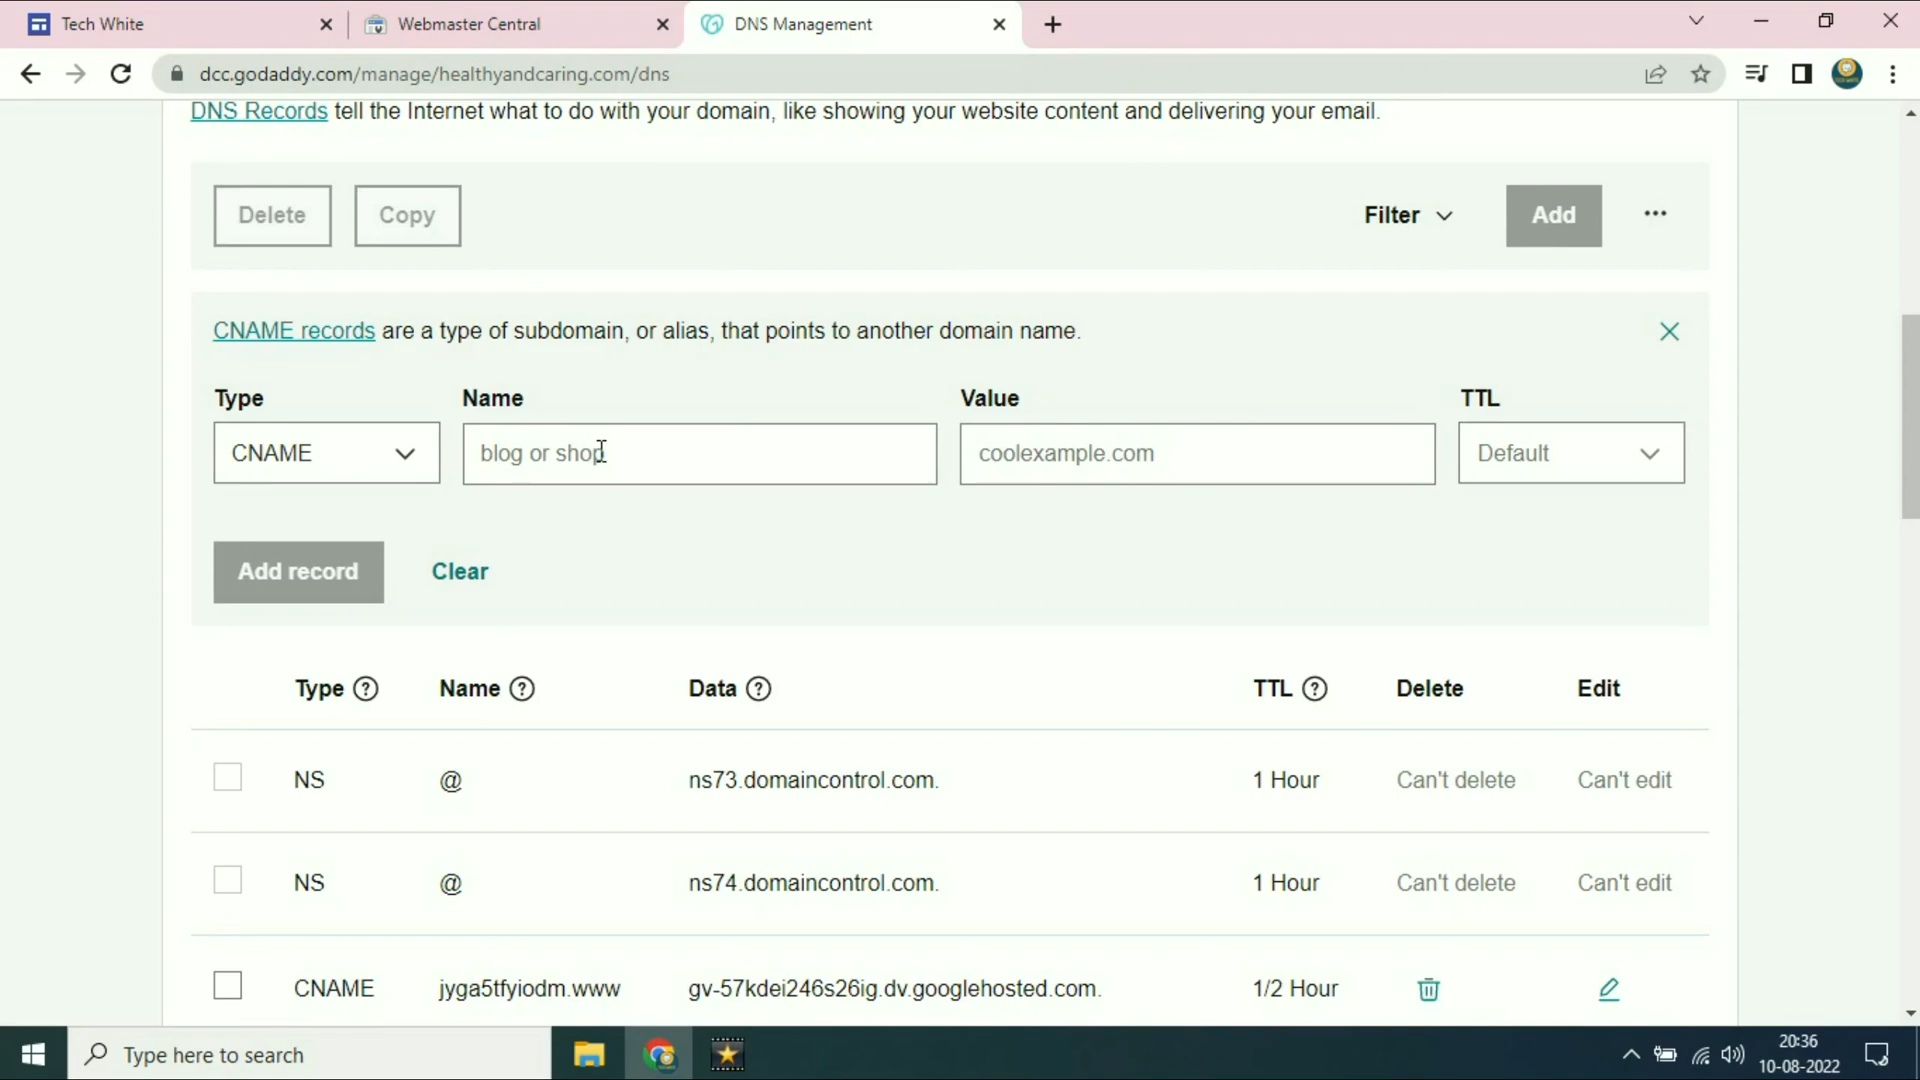 Tech White
Webmaster Central
DNS Management
dcc.godaddy.com/manage/healthyandcaring.com/dns
DNS Records tell the Internet what to do with your domain, like showing your website content and delivering your email.
Delete Copy Filter Add
CNAME records are a type of subdomain, or alias, that points to another domain name.
Type Name Value TTL
CNAME blog or shop coolexample.com Default
Add record Clear
Type Name Data TTL Delete Edit
NS @ ns73.domaincontrol.com. 1 Hour Can't delete Can't edit
NS @ ns74.domaincontrol.com. 1 Hour Can't delete Can't edit
CNAME jyga5tfyiodm.www gv-57kdei246s26ig.dv.googlehosted.com. 1/2 Hour
Type here to search
20:36
10-08-2022